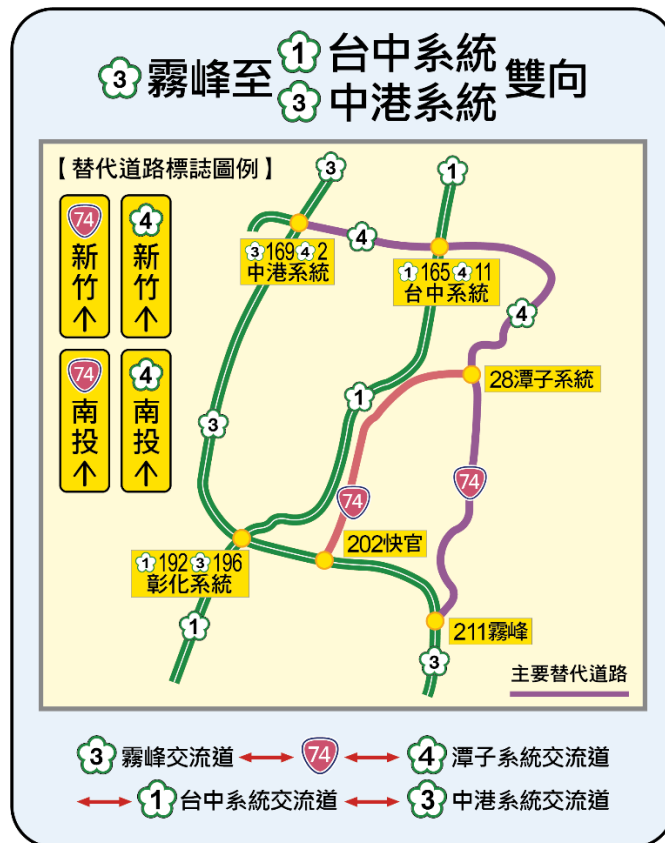 3 霧峰至 1 台中系統 3 中港系統 雙向
【替代道路標誌圖例】
74 新竹↑
4 新竹↑
74 南投↑
4 南投↑
3
1
4
3 169 4 2
中港系統
1 165 4 11
台中系統
4
28潭子系統
1
3
74
74
202快官
1 192 3 196
彰化系統
1
211霧峰
3
主要替代道路
3 霧峰交流道 ↔ 74 ↔ 4 潭子系統交流道
↔ 1 台中系統交流道 ↔ 3 中港系統交流道